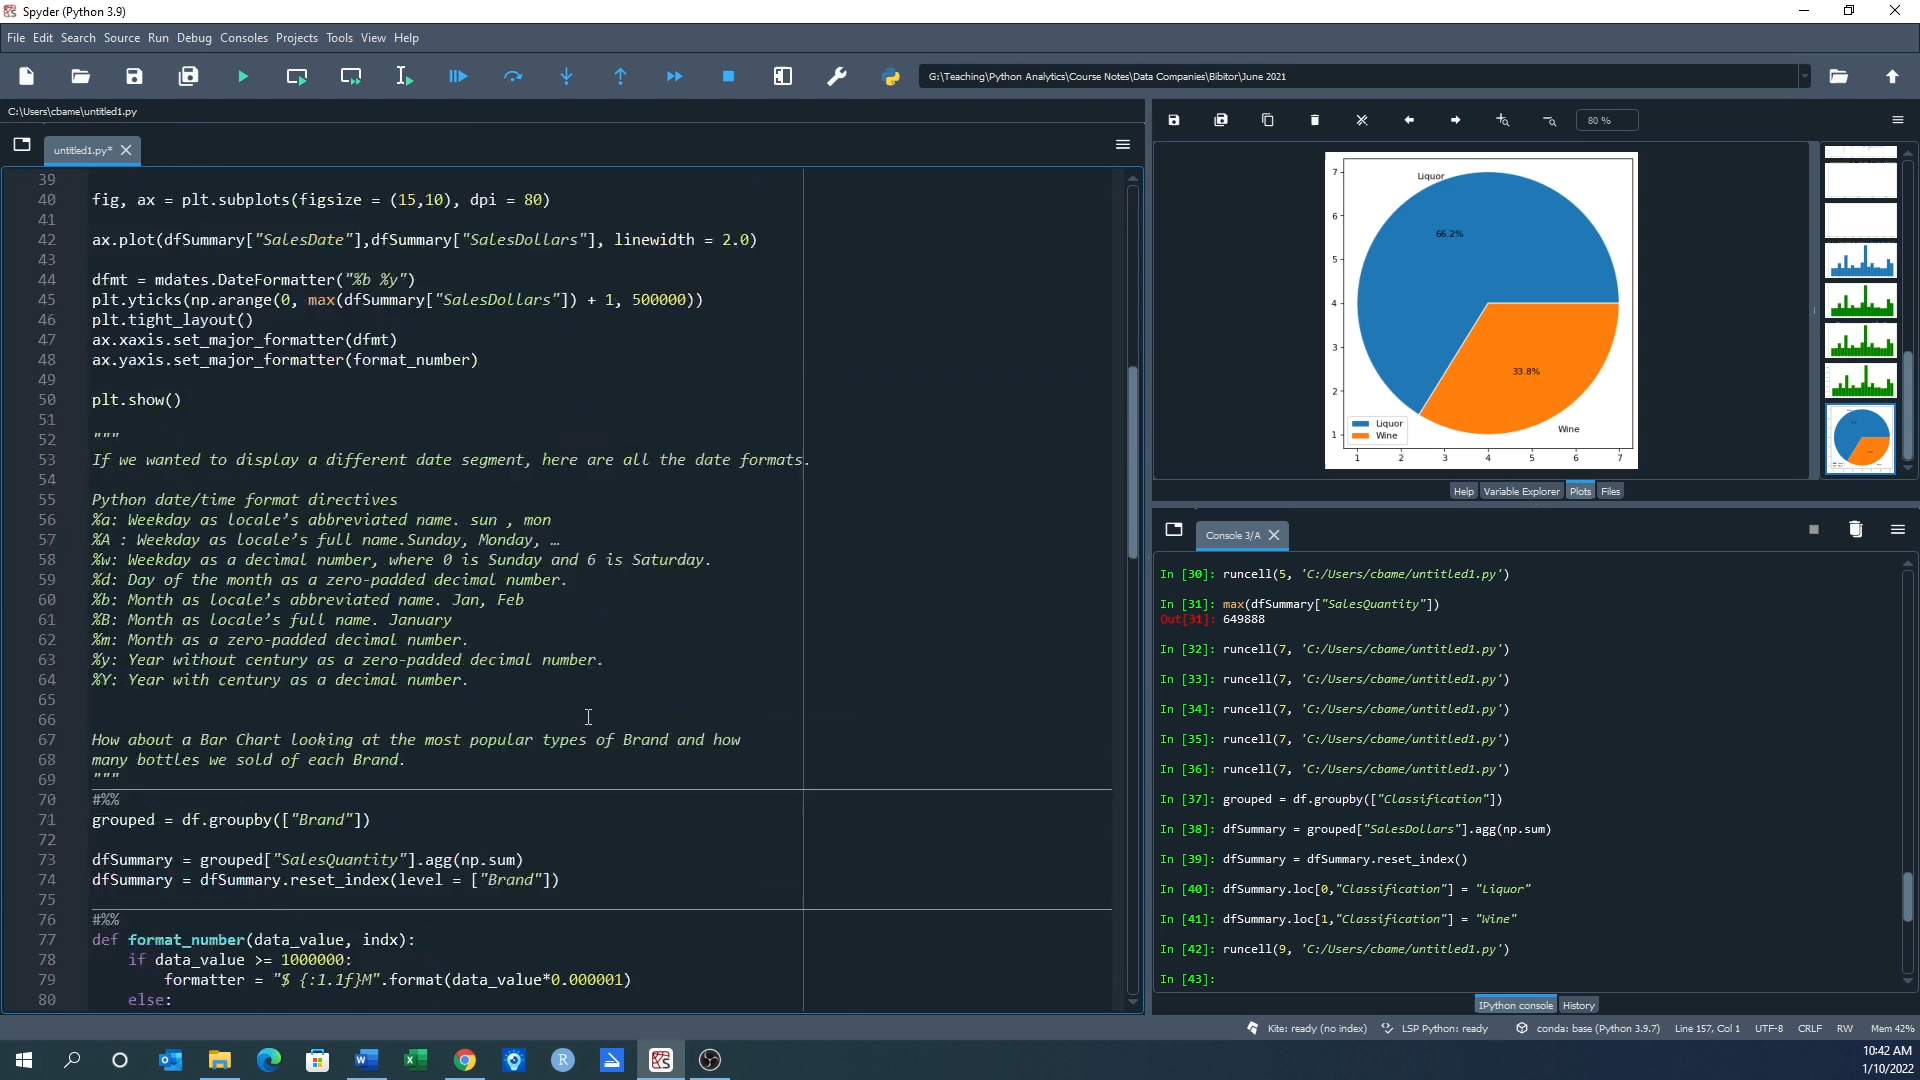 Spyder (Python 3.9)
File Edit Search Source Run Debug Consoles Projects Tools View Help
G:\Teaching\Python Analytics\Course Notes\Data Companies\Bibitor\June 2021
C:\Users\cbame\untitled1.py
untitled1.py*
39
40 fig, ax = plt.subplots(figsize = (15,10), dpi = 80)
41
42 ax.plot(dfSummary["SalesDate"],dfSummary["SalesDollars"], linewidth = 2.0)
43
44 dfmt = mdates.DateFormatter("%b %y")
45 plt.yticks(np.arange(0, max(dfSummary["SalesDollars"]) + 1, 500000))
46 plt.tight_layout()
47 ax.xaxis.set_major_formatter(dfmt)
48 ax.yaxis.set_major_formatter(format_number)
49
50 plt.show()
51
52 """
53 If we wanted to display a different date segment, here are all the date formats.
54
55 Python date/time format directives
56 %a: Weekday as locale’s abbreviated name. sun , mon
57 %A : Weekday as locale’s full name.Sunday, Monday, …
58 %w: Weekday as a decimal number, where 0 is Sunday and 6 is Saturday.
59 %d: Day of the month as a zero-padded decimal number.
60 %b: Month as locale’s abbreviated name. Jan, Feb
61 %B: Month as locale’s full name. January
62 %m: Month as a zero-padded decimal number.
63 %y: Year without century as a zero-padded decimal number.
64 %Y: Year with century as a decimal number.
65
66
67 How about a Bar Chart looking at the most popular types of Brand and how
68 many bottles we sold of each Brand.
69 """
70 #%%
71 grouped = df.groupby(["Brand"])
72
73 dfSummary = grouped["SalesQuantity"].agg(np.sum)
74 dfSummary = dfSummary.reset_index(level = ["Brand"])
75
76 #%%
77 def format_number(data_value, indx):
78 if data_value >= 1000000:
79 formatter = "$ {:1.1f}M".format(data_value*0.000001)
80 else:
80 %
7
6
5
4
3
2
1
Liquor
66.2%
33.8%
Wine
Liquor
Wine
1 2 3 4 5 6 7
Help Variable Explorer Plots Files
Console 3/A
In [30]: runcell(5, 'C:/Users/cbame/untitled1.py')
In [31]: max(dfSummary["SalesQuantity"])
Out[31]: 649888
In [32]: runcell(7, 'C:/Users/cbame/untitled1.py')
In [33]: runcell(7, 'C:/Users/cbame/untitled1.py')
In [34]: runcell(7, 'C:/Users/cbame/untitled1.py')
In [35]: runcell(7, 'C:/Users/cbame/untitled1.py')
In [36]: runcell(7, 'C:/Users/cbame/untitled1.py')
In [37]: grouped = df.groupby(["Classification"])
In [38]: dfSummary = grouped["SalesDollars"].agg(np.sum)
In [39]: dfSummary = dfSummary.reset_index()
In [40]: dfSummary.loc[0,"Classification"] = "Liquor"
In [41]: dfSummary.loc[1,"Classification"] = "Wine"
In [42]: runcell(9, 'C:/Users/cbame/untitled1.py')
In [43]:
IPython console History
Kite: ready (no index) LSP Python: ready conda: base (Python 3.9.7) Line 157, Col 1 UTF-8 CRLF RW Mem 42%
10:42 AM
1/10/2022